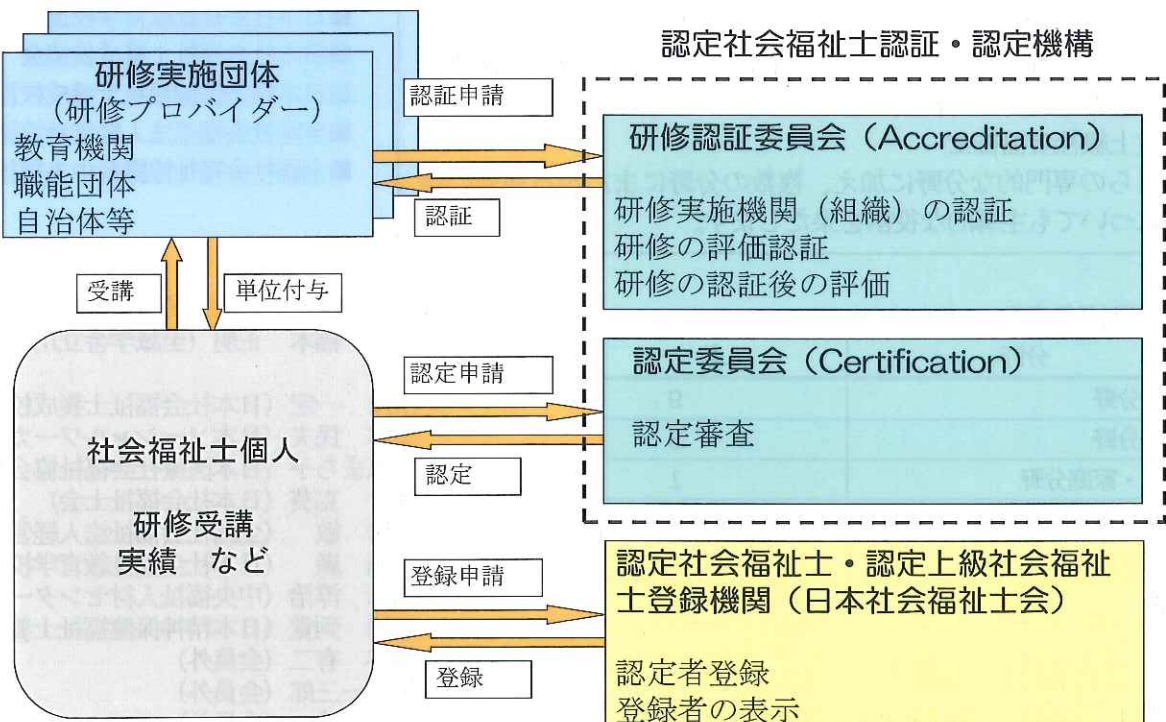 認定社会福祉士認証・認定機構
研修実施団体
（研修プロバイダー）
教育機関
職能団体
自治体等
認証申請
認証
研修認証委員会（Accreditation）
研修実施機関（組織）の認証
研修の評価認証
研修の認証後の評価
受講
単位付与
社会福祉士個人
研修受講
実績　など
認定申請
認定
認定委員会（Certification）
認定審査
登録申請
登録
認定社会福祉士・認定上級社会福祉
士登録機関（日本社会福祉士会）
認定者登録
登録者の表示